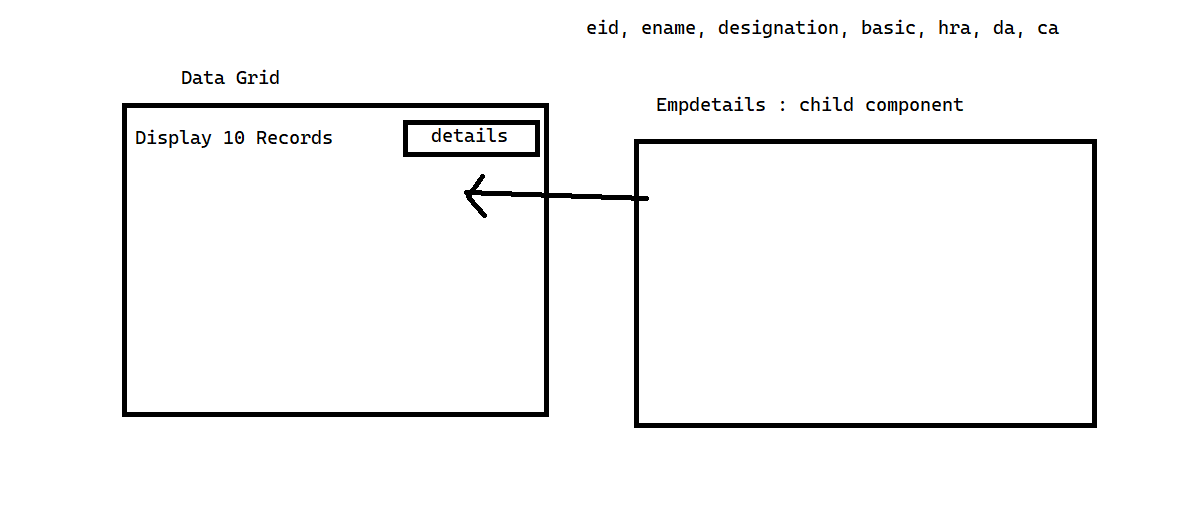 eid, ename, designation, basic, hra, da, ca
Data Grid
Empdetails : child component
Display 10 Records
details